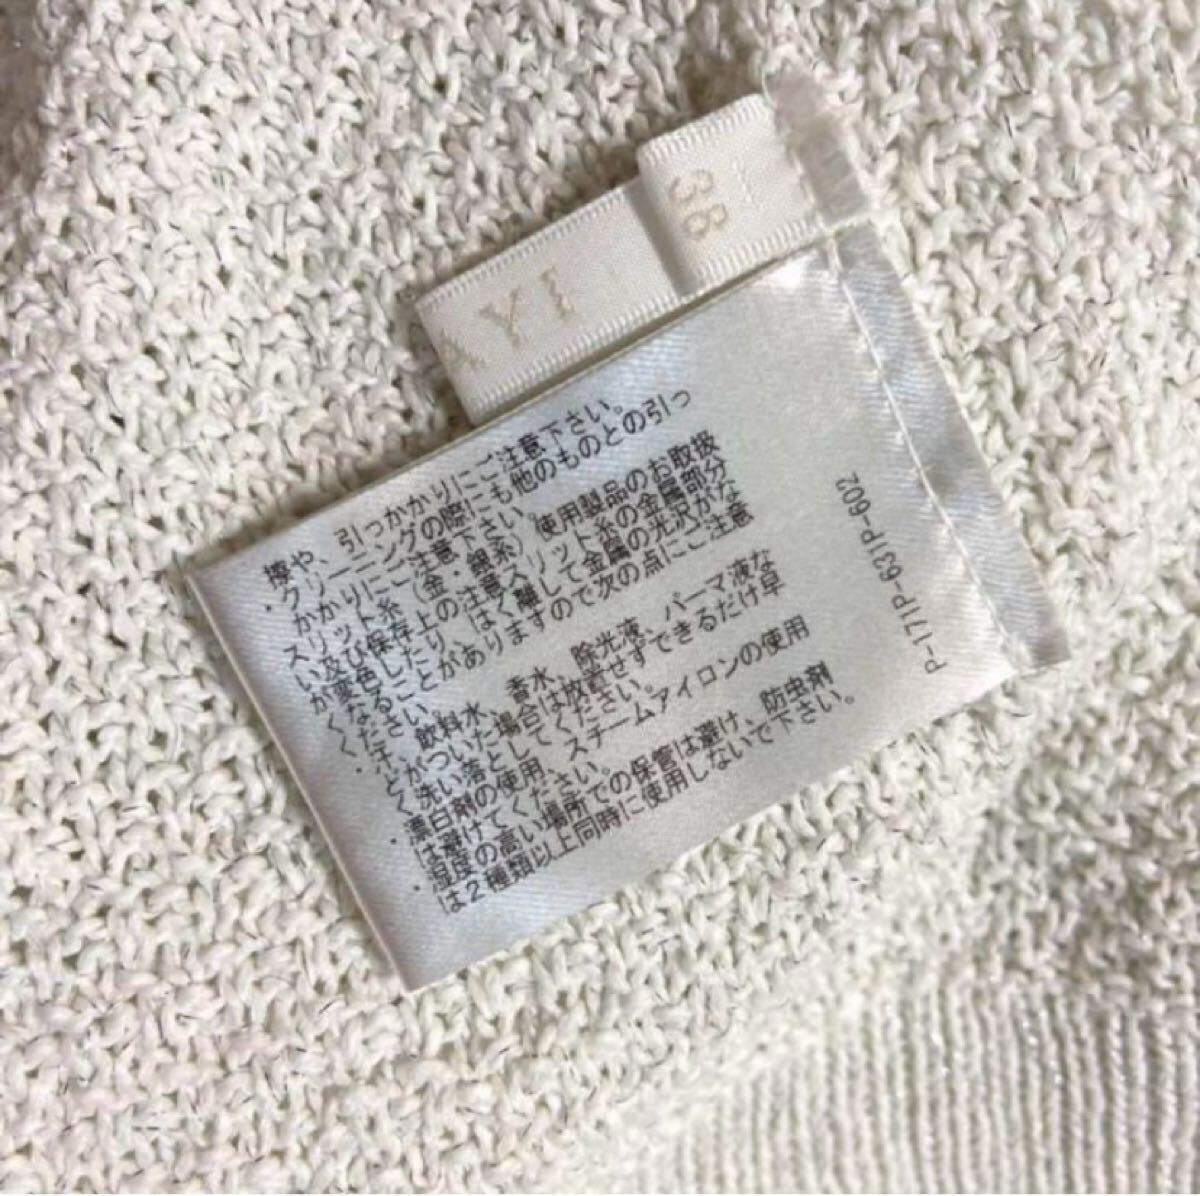 38
AYI
擦や、引っかかりにご注意下さい。
・クリーニングの際にも他のものとの引っ
かかりにご注意下さい。
スリット糸（金・銀糸）使用製品のお取扱
い及び保存上の注意
スリット糸の金属部分
が変色したり、はく離して金属の光沢がな
くなることがありますので次の点にご注意
ください。
・飲料水、香水、除光液、パーマ液な
どがついた場合は放置せずできるだけ早
く洗い落としてください。
・漂白剤の使用、スチームアイロンの使用
は避けてください。
・湿度の高い場所での保管は避け、防虫剤
は２種類以上同時に使用しないで下さい。
P-171P-631P-602